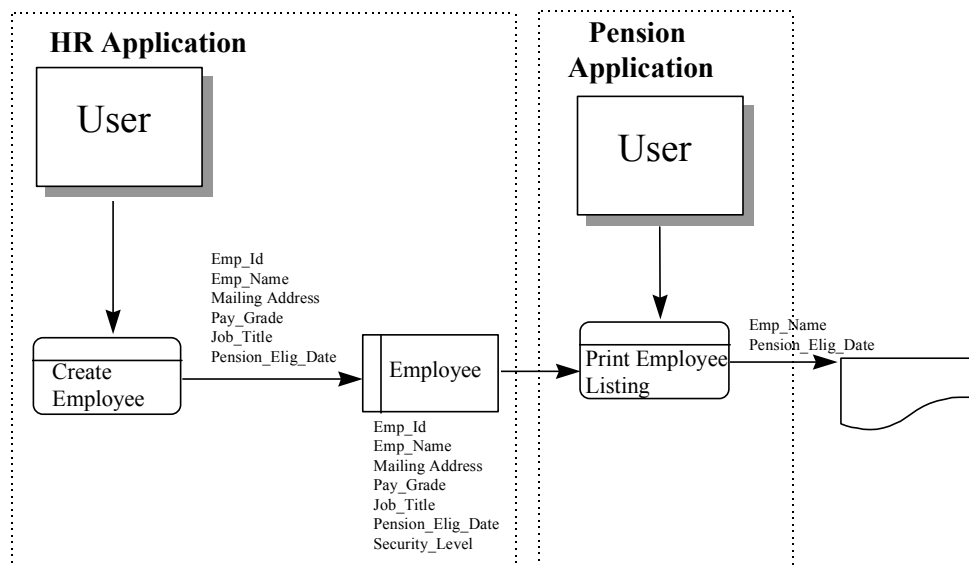 HR Application
User
Emp_Id
Emp_Name
Mailing Address
Pay_Grade
Job_Title
Pension_Elig_Date
Create
Employee
Employee
Emp_Id
Emp_Name
Mailing Address
Pay_Grade
Job_Title
Pension_Elig_Date
Security_Level
Pension
Application
User
Print Employee
Listing
Emp_Name
Pension_Elig_Date